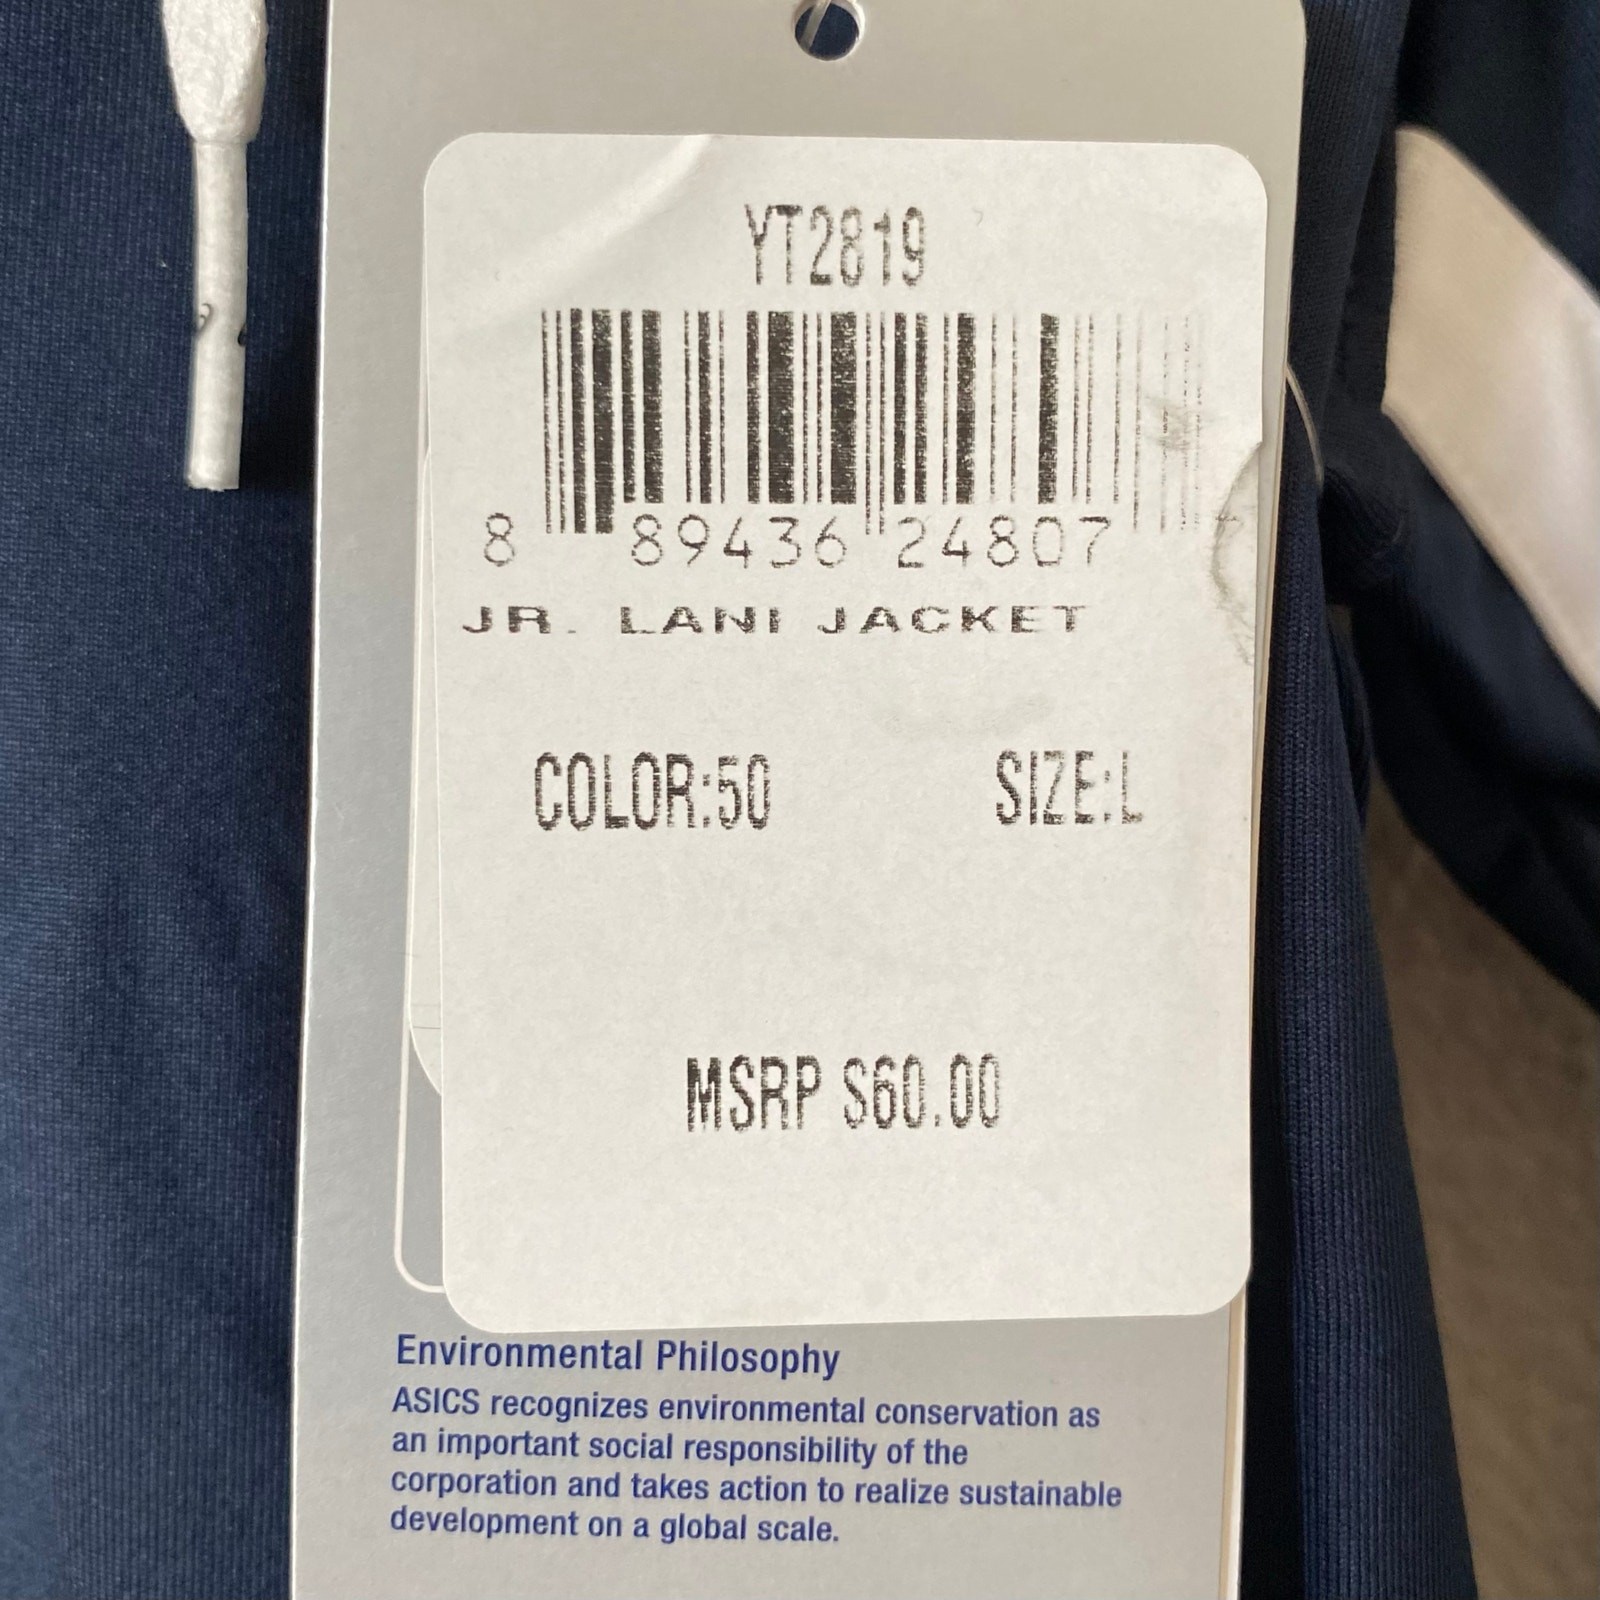 YT2819
8 89436 24807
JR. LANI JACKET
COLOR:50 SIZE:L
MSRP $60.00
Environmental Philosophy
ASICS recognizes environmental conservation as
an important social responsibility of the
corporation and takes action to realize sustainable
development on a global scale.